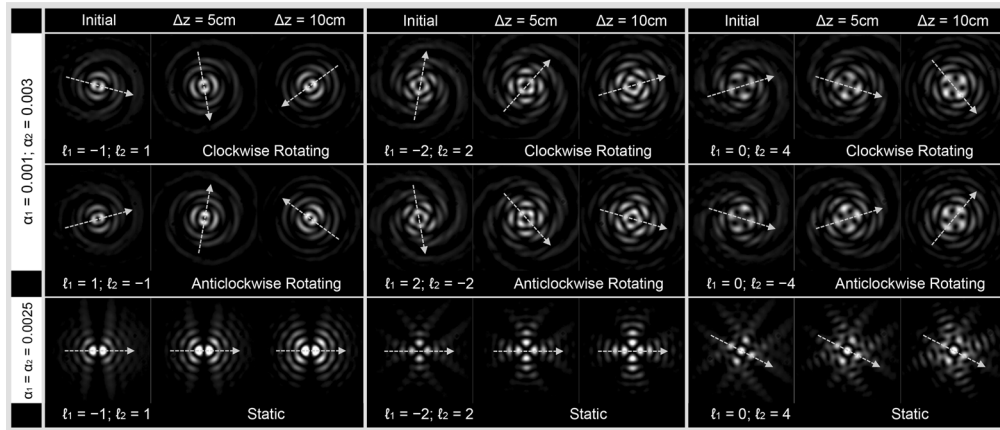 Initial Δz = 5cm Δz = 10cm Initial Δz = 5cm Δz = 10cm Initial Δz = 5cm Δz = 10cm
α₁ = 0.001; α₂ = 0.003
ℓ₁ = −1; ℓ₂ = 1 Clockwise Rotating ℓ₁ = −2; ℓ₂ = 2 Clockwise Rotating ℓ₁ = 0; ℓ₂ = 4 Clockwise Rotating
ℓ₁ = 1; ℓ₂ = −1 Anticlockwise Rotating ℓ₁ = 2; ℓ₂ = −2 Anticlockwise Rotating ℓ₁ = 0; ℓ₂ = −4 Anticlockwise Rotating
α₁ = α₂ = 0.0025
ℓ₁ = −1; ℓ₂ = 1 Static ℓ₁ = −2; ℓ₂ = 2 Static ℓ₁ = 0; ℓ₂ = 4 Static